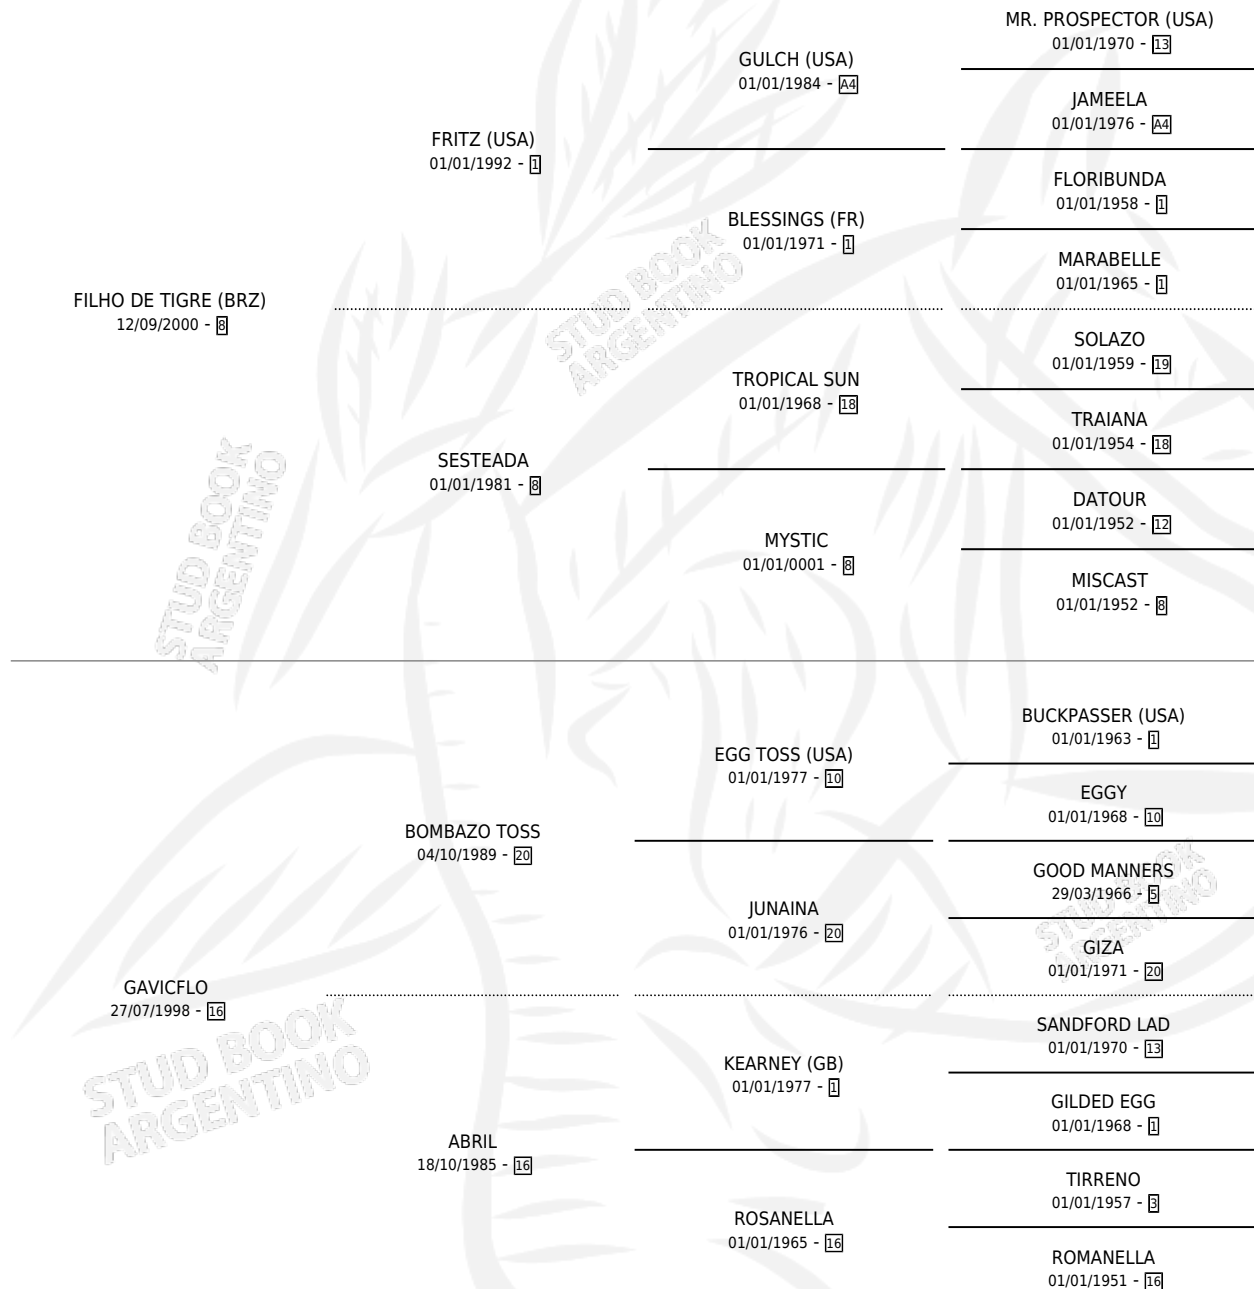 MR. PROSPECTOR (USA)
01/01/1970 - 13
GULCH (USA)
01/01/1984 - A4
JAMEELA
01/01/1976 - A4
FRITZ (USA)
01/01/1992 - 1
FLORIBUNDA
01/01/1958 - 1
BLESSINGS (FR)
01/01/1971 - 1
MARABELLE
01/01/1965 - 1
FILHO DE TIGRE (BRZ)
12/09/2000 - 8
STUD BOOK
ARGENTINO
SOLAZO
01/01/1959 - 19
TROPICAL SUN
01/01/1968 - 18
TRAIANA
01/01/1954 - 18
SESTEADA
01/01/1981 - 8
DATOUR
01/01/1952 - 12
MYSTIC
01/01/0001 - 8
MISCAST
01/01/1952 - 8
STUD BOOK
ARGENTINO
BUCKPASSER (USA)
01/01/1963 - 1
EGG TOSS (USA)
01/01/1977 - 10
EGGY
01/01/1968 - 10
BOMBAZO TOSS
04/10/1989 - 20
GOOD MANNERS
29/03/1966 - 5
STUD BOOK
ARGENTINO
JUNAINA
01/01/1976 - 20
GIZA
01/01/1971 - 20
GAVICFLO
27/07/1998 - 16
STUD BOOK
ARGENTINO
SANDFORD LAD
01/01/1970 - 13
KEARNEY (GB)
01/01/1977 - 1
GILDED EGG
01/01/1968 - 1
ABRIL
18/10/1985 - 16
TIRRENO
01/01/1957 - 3
ROSANELLA
01/01/1965 - 16
ROMANELLA
01/01/1951 - 16